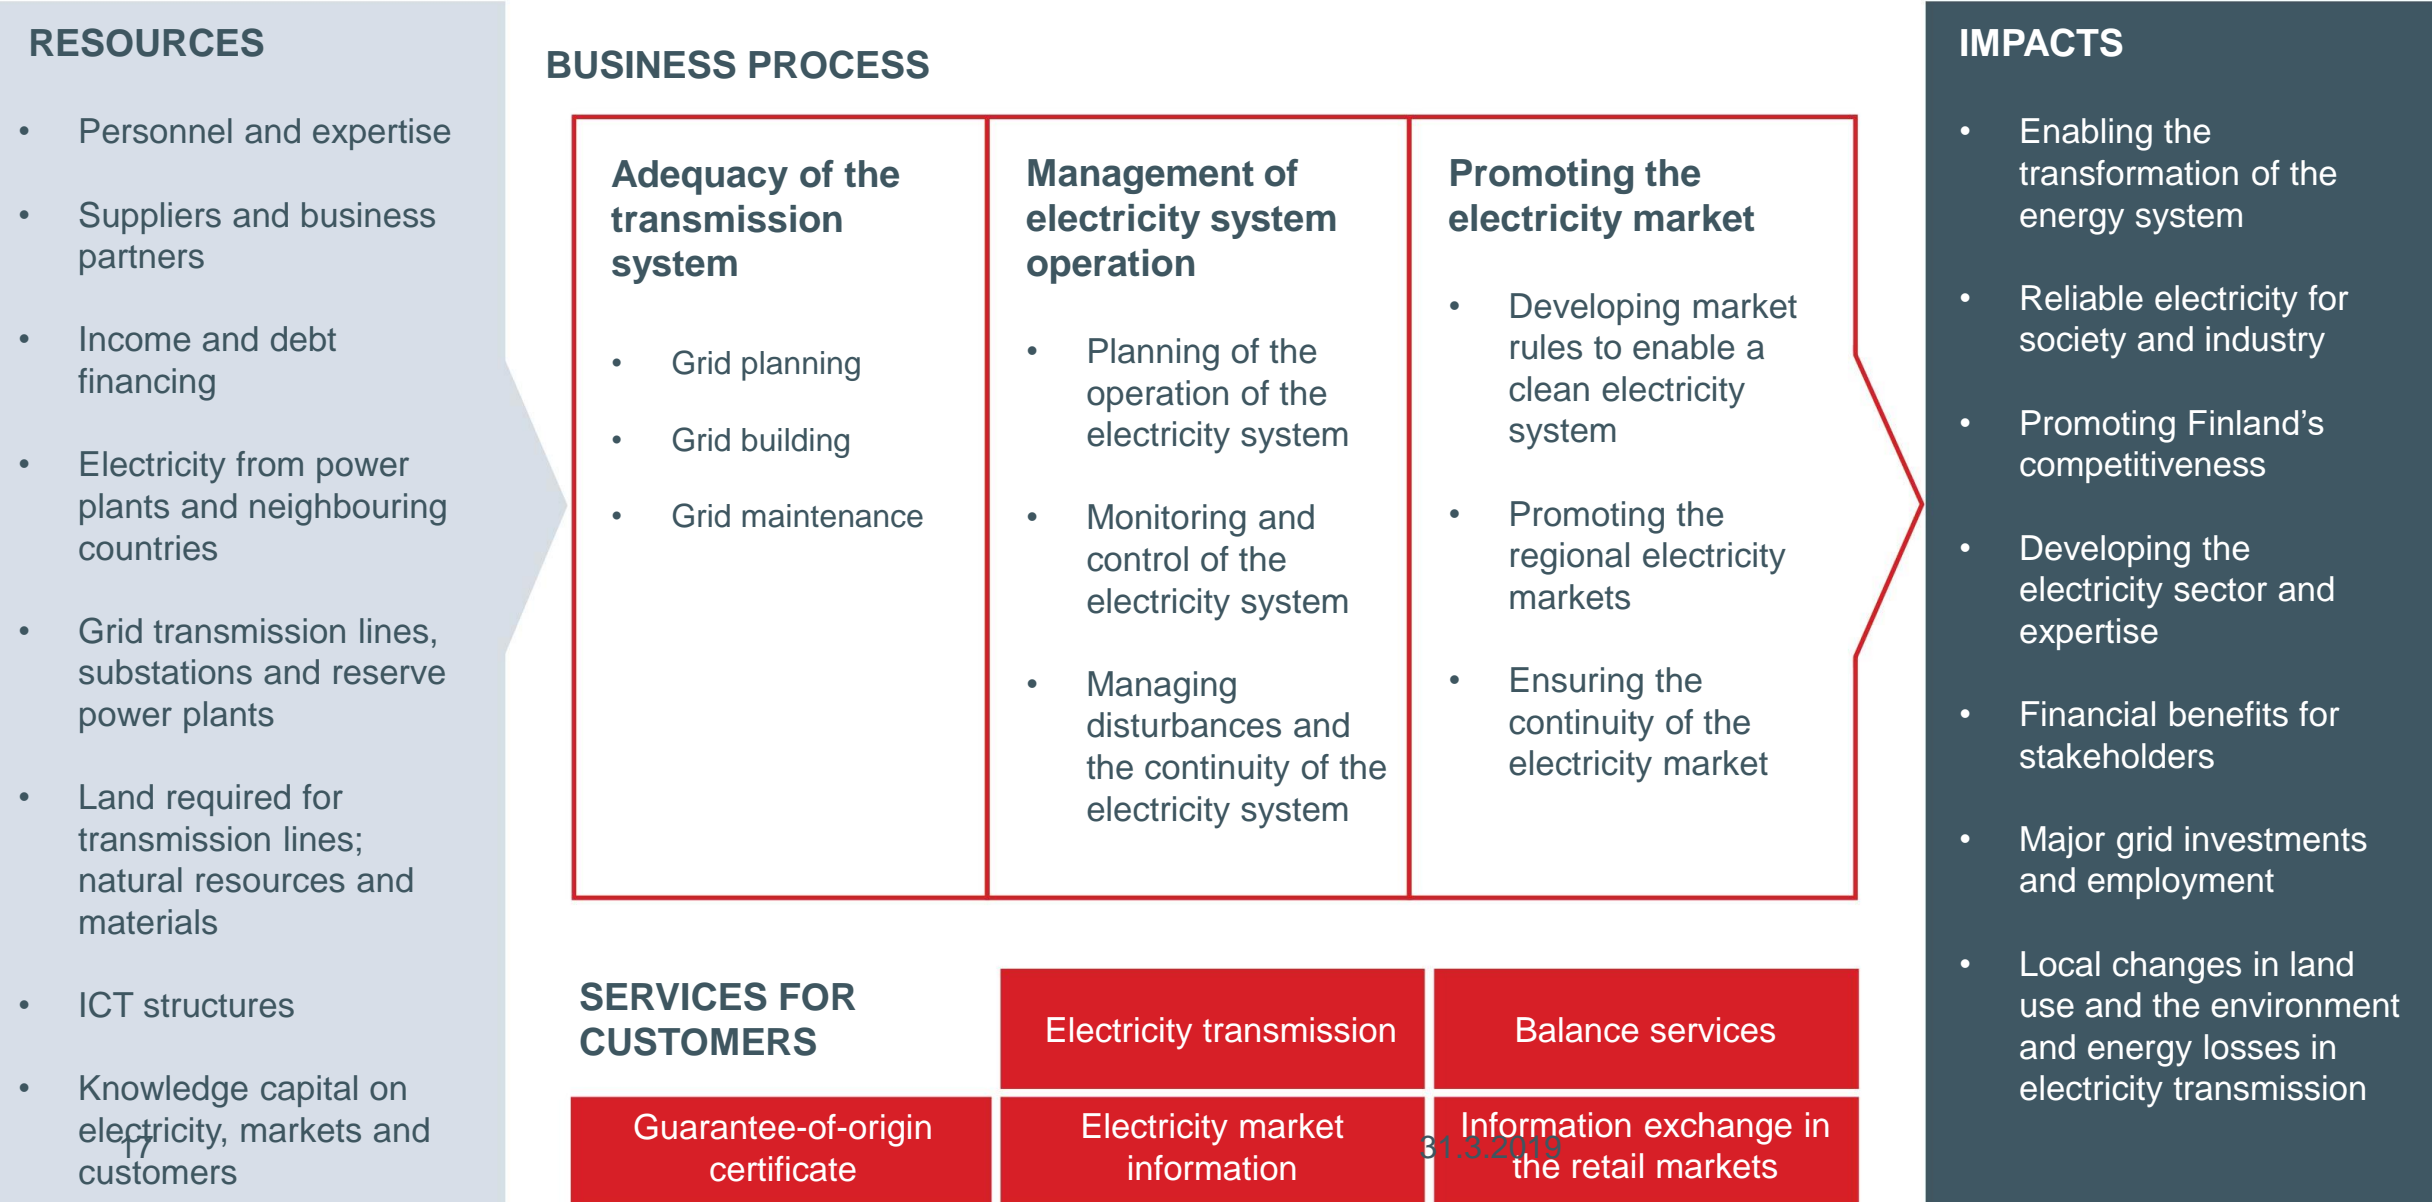 RESOURCES
• Personnel and expertise
• Suppliers and business
partners
• Income and debt
financing
• Electricity from power
plants and neighbouring
countries
• Grid transmission lines,
substations and reserve
power plants
• Land required for
transmission lines;
natural resources and
materials
• ICT structures
• Knowledge capital on
electricity, markets and
customers
17
BUSINESS PROCESS
Adequacy of the
transmission
system
• Grid planning
• Grid building
• Grid maintenance
Management of
electricity system
operation
• Planning of the
operation of the
electricity system
• Monitoring and
control of the
electricity system
• Managing
disturbances and
the continuity of the
electricity system
Promoting the
electricity market
• Developing market
rules to enable a
clean electricity
system
• Promoting the
regional electricity
markets
• Ensuring the
continuity of the
electricity market
SERVICES FOR
CUSTOMERS
Electricity transmission
Balance services
Guarantee-of-origin
certificate
Electricity market
information
Information exchange in
the retail markets
31.3.2019
IMPACTS
• Enabling the
transformation of the
energy system
• Reliable electricity for
society and industry
• Promoting Finland’s
competitiveness
• Developing the
electricity sector and
expertise
• Financial benefits for
stakeholders
• Major grid investments
and employment
• Local changes in land
use and the environment
and energy losses in
electricity transmission